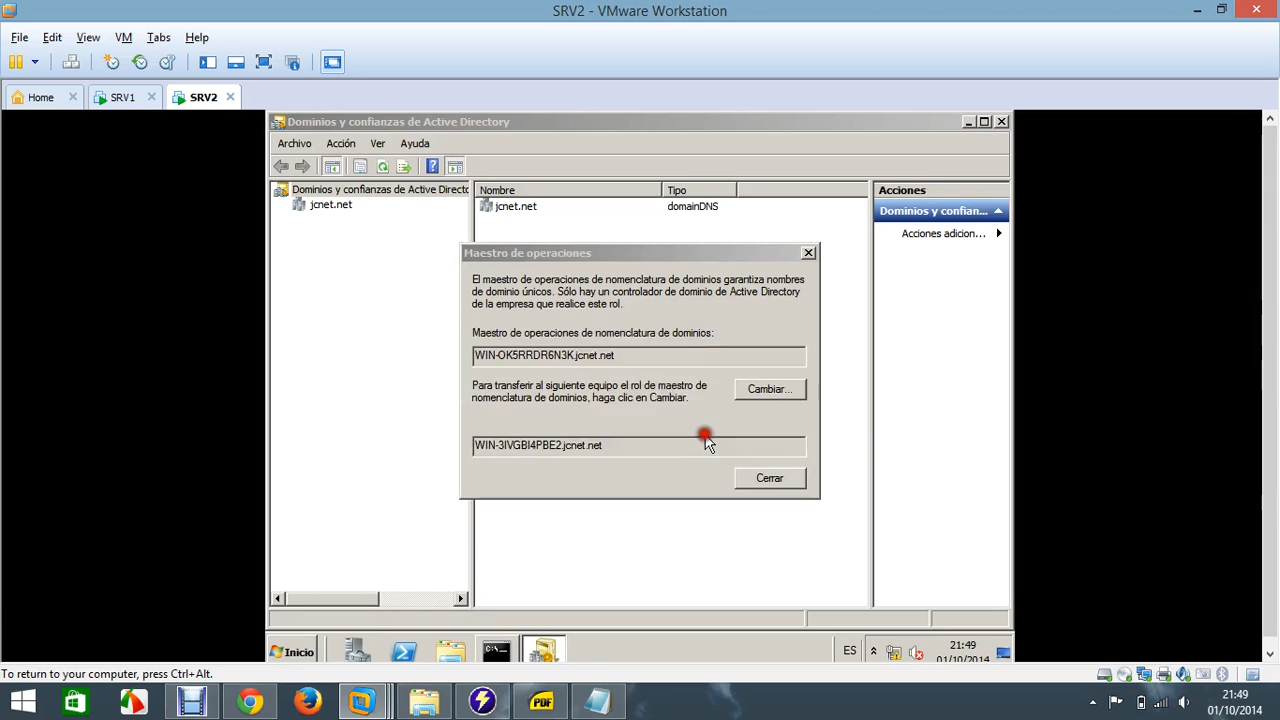 SRV2 - VMware Workstation
File Edit View VM Tabs Help
Home SRV1 SRV2
Dominios y confianzas de Active Directory
Archivo Acción Ver Ayuda
Dominios y confianzas de Active Directo
jcnet.net
Nombre Tipo
jcnet.net domainDNS
Acciones
Dominios y confian...
Acciones adicion...
Maestro de operaciones
El maestro de operaciones de nomenclatura de dominios garantiza nombres
de dominio únicos. Sólo hay un controlador de dominio de Active Directory
de la empresa que realice este rol.
Maestro de operaciones de nomenclatura de dominios:
WIN-OK5RRDR6N3K.jcnet.net
Para transferir al siguiente equipo el rol de maestro de
nomenclatura de dominios, haga clic en Cambiar.
Cambiar...
WIN-3IVGBI4PBE2.jcnet.net
Cerrar
Inicio
ES
21:49
01/10/2014
To return to your computer, press Ctrl+Alt.
PDF
21:49
01/10/2014